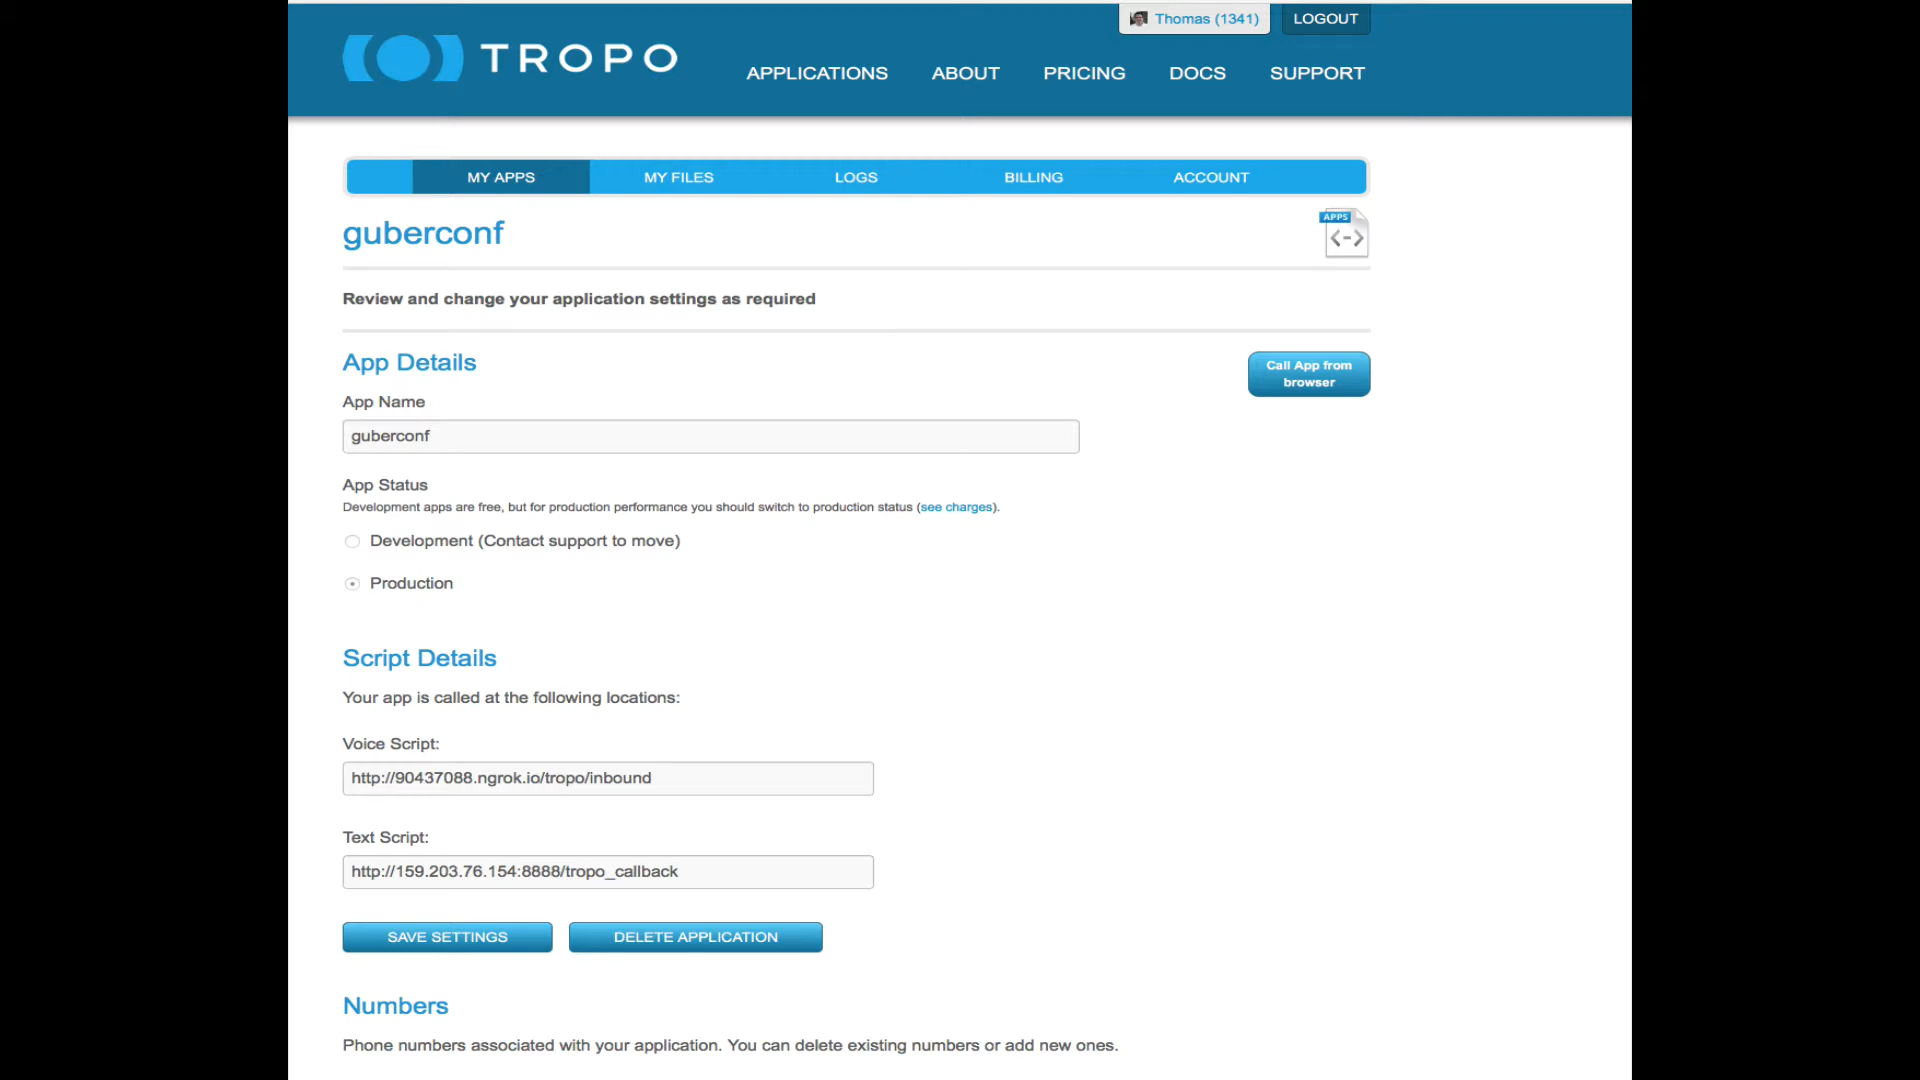 Thomas (1341)
LOGOUT
TROPO
APPLICATIONS
ABOUT
PRICING
DOCS
SUPPORT
MY APPS
MY FILES
LOGS
BILLING
ACCOUNT
guberconf
APPS
Review and change your application settings as required
App Details
Call App from
browser
App Name
guberconf
App Status
Development apps are free, but for production performance you should switch to production status (see charges).
Development (Contact support to move)
Production
Script Details
Your app is called at the following locations:
Voice Script:
http://90437088.ngrok.io/tropo/inbound
Text Script:
http://159.203.76.154:8888/tropo_callback
SAVE SETTINGS
DELETE APPLICATION
Numbers
Phone numbers associated with your application. You can delete existing numbers or add new ones.